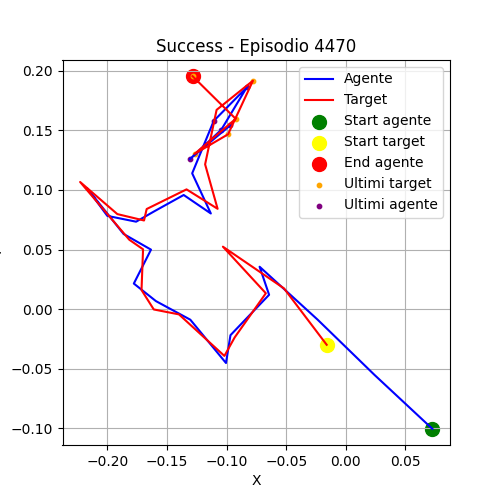 Success - Episodio 4470
0.20
0.15
0.10
0.05
0.00
−0.05
−0.10
Agente
Target
Start agente
Start target
End agente
Ultimi target
Ultimi agente
−0.20
−0.15
−0.10
−0.05
0.00
0.05
X